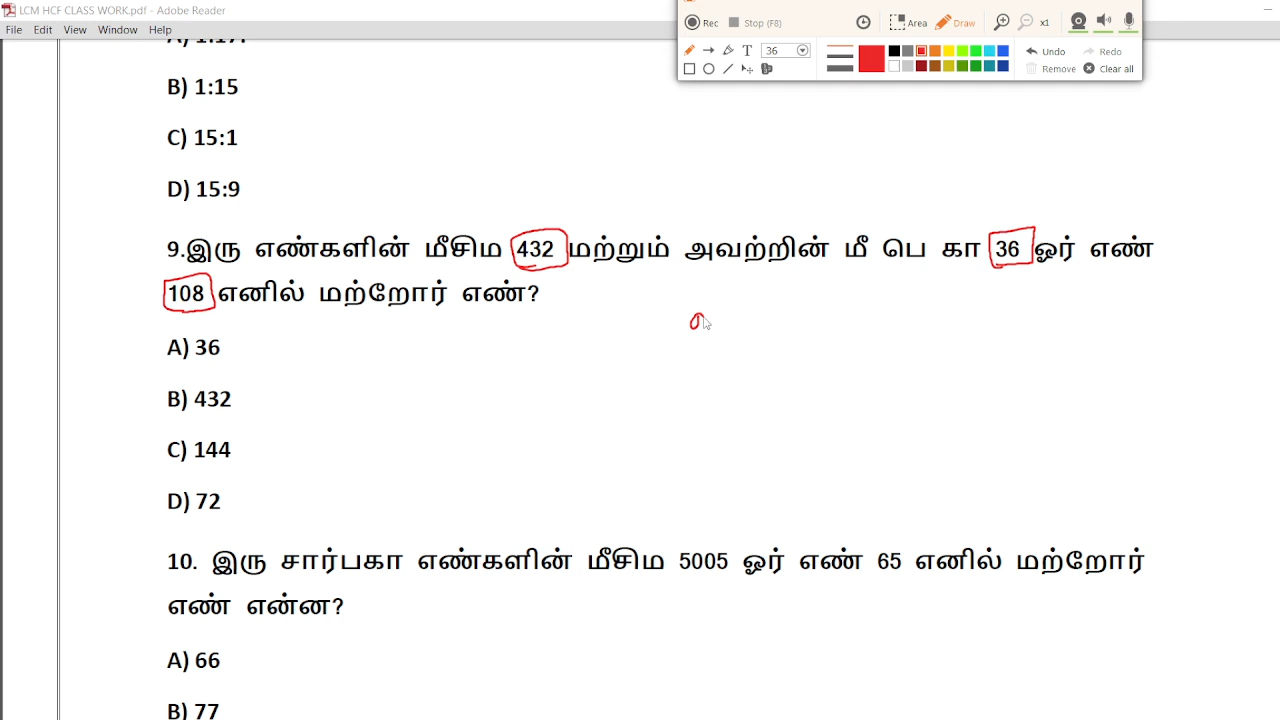 LCM HCF CLASS WORK.pdf - Adobe Reader
File Edit View Window Help
Rec Stop (F8) Area Draw x1
T 36 Undo Redo
Remove Clear all
A) 1:17.
B) 1:15
C) 15:1
D) 15:9
9.இரு எண்களின் மீசிம 432 மற்றும் அவற்றின் மீ பெ கா 36 ஓர் எண்
108 எனில் மற்றோர் எண்?
A) 36
B) 432
C) 144
D) 72
10. இரு சார்பகா எண்களின் மீசிம 5005 ஓர் எண் 65 எனில் மற்றோர்
எண் என்ன?
A) 66
B) 77